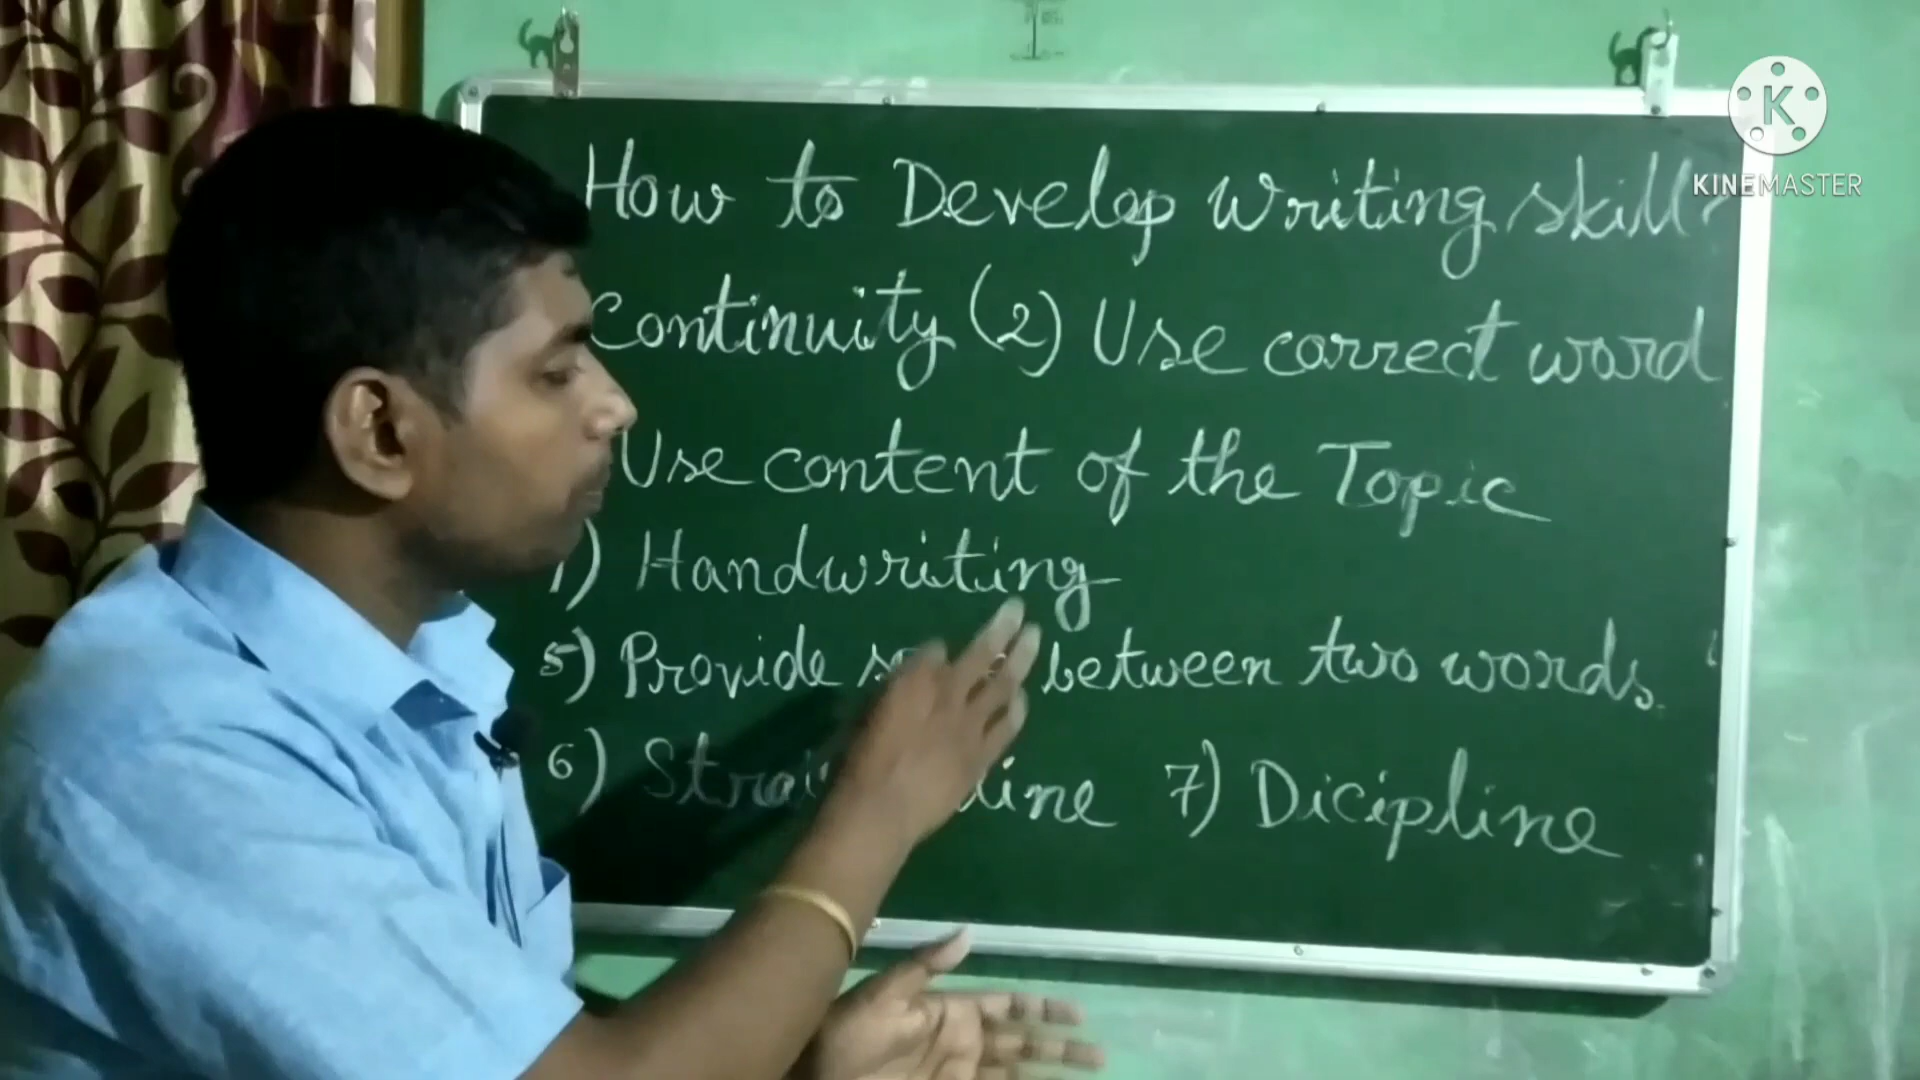 How to Develop Writing skill
Continuity (2) Use correct word
Use content of the Topic
) Handwriting
5) Provide between two words.
6) line 7) Dicipline
K
KINEMASTER